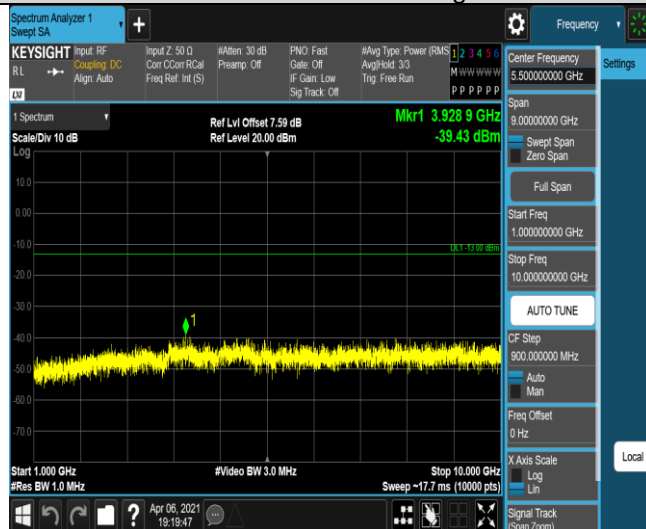 Spectrum Analyzer 1
Swept SA
Frequency
KEYSIGHT
RL
LXI
Input: RF
Coupling: DC
Align: Auto
Input Z: 50 Ω
Corr CCorr RCal
Freq Ref: Int (S)
#Atten: 30 dB
Preamp: Off
PNO: Fast
Gate: Off
IF Gain: Low
Sig Track: Off
#Avg Type: Power (RMS
Avg|Hold: 3/3
Trig: Free Run
1 2 3 4 5 6
M W W W W W
P P P P P P
1 Spectrum
Scale/Div 10 dB
Ref Lvl Offset 7.59 dB
Ref Level 20.00 dBm
Mkr1 3.928 9 GHz
-39.43 dBm
Log
10.0
0.00
-10.0
-20.0
-30.0
-40.0
-50.0
-60.0
-70.0
DL1 -13.00 dBm
1
Start 1.000 GHz
#Res BW 1.0 MHz
#Video BW 3.0 MHz
Stop 10.000 GHz
Sweep ~17.7 ms (10000 pts)
Center Frequency
5.500000000 GHz
Settings
Span
9.00000000 GHz
Swept Span
Zero Span
Full Span
Start Freq
1.000000000 GHz
Stop Freq
10.000000000 GHz
AUTO TUNE
CF Step
900.000000 MHz
Auto
Man
Freq Offset
0 Hz
X Axis Scale
Log
Lin
Local
Signal Track
(Span Zoom)
?
Apr 06, 2021
19:19:47